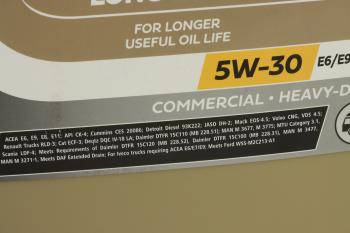 LONG
FOR LONGER
USEFUL OIL LIFE
5W-30 E6/E9
COMMERCIAL • HEAVY-D
ACEA E6, E9, E8, E11; API CK-4; Cummins CES 20086; Detroit Diesel 93K222; JASO DH-2; Mack EOS-4.5; Volvo CNG, VDS 4.5;
Renault Trucks RLD-3; Cat ECF-3; Deutz DQC IV-18 LA; Daimler DTFR 15C110 (MB 228.51); MAN M 3677, M 3775; MTU Category 3.1,
Scania LDF-4; Meets Requirements of Daimler DTFR 15C120 (MB 228.52), Daimler DTFR 15C100 (MB 228.31), MAN M 3477,
MAN M 3271-1, Meets DAF Extended Drain; For Iveco trucks requiring ACEA E6/E7/E9; Meets Ford WSS-M2C213-A1